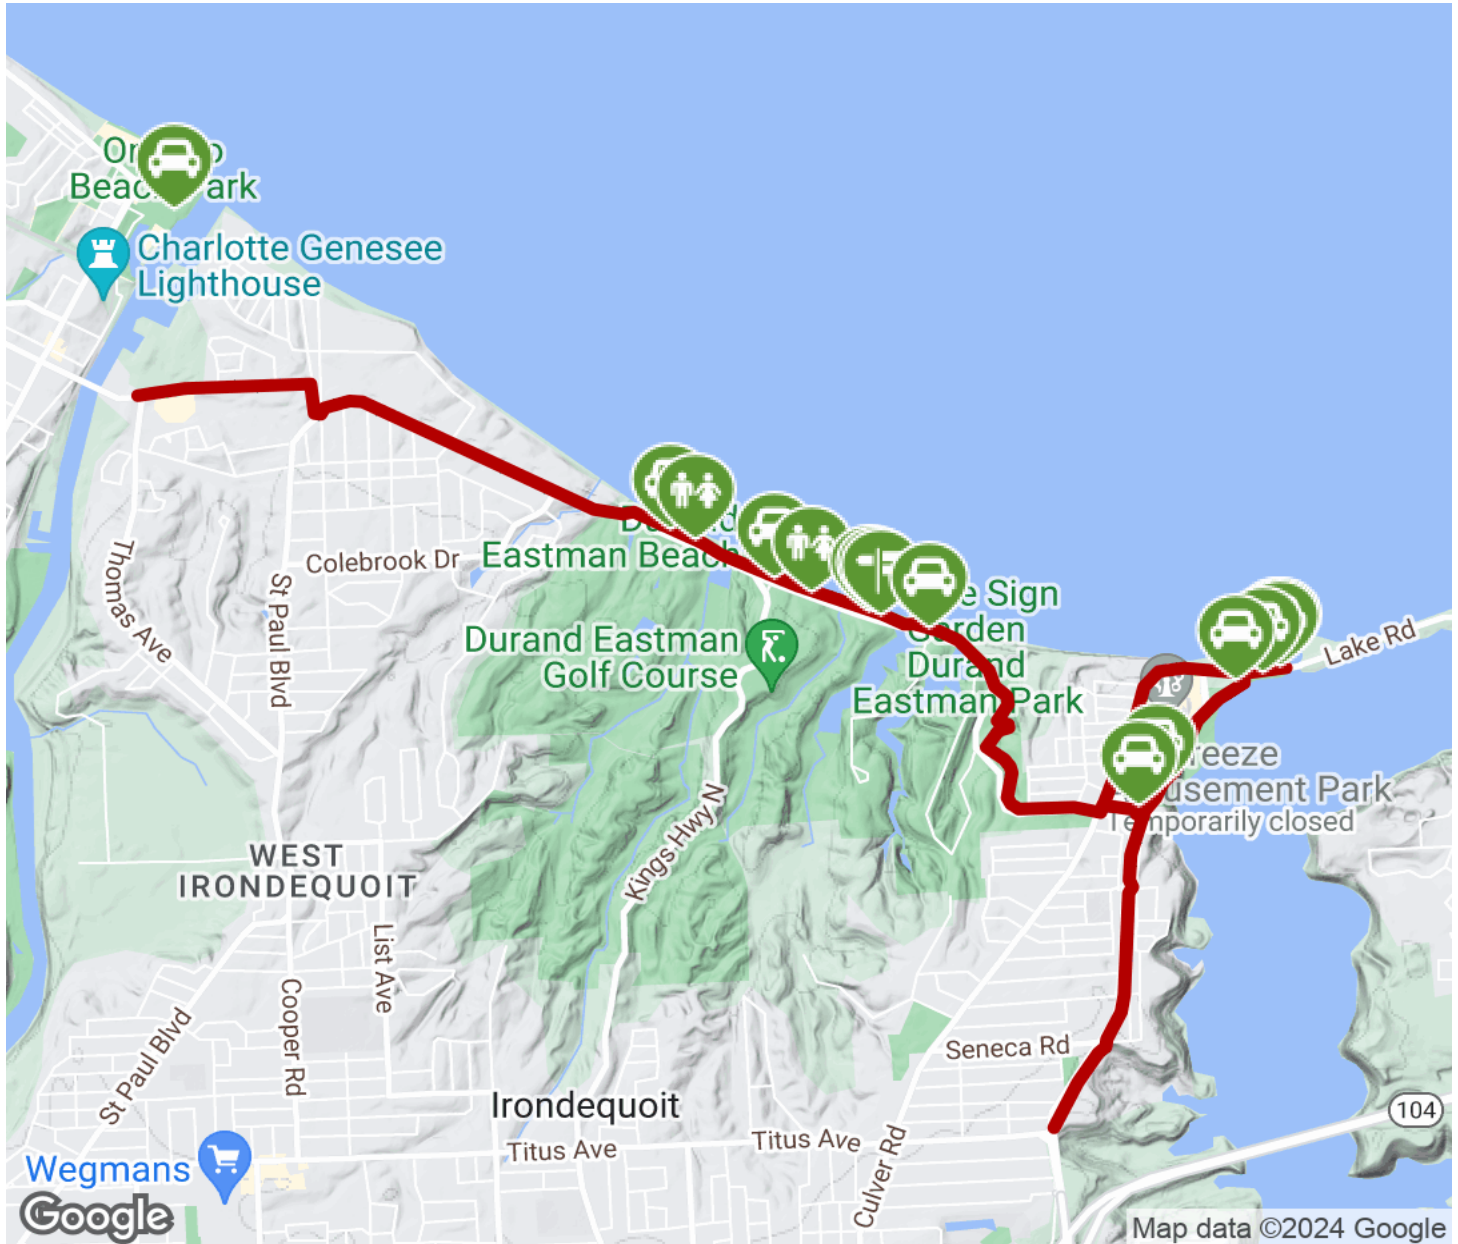 Beac
ark
Charlotte Genesee
Lighthouse
Eastman Beach
Colebrook Dr
Thomas Ave
St Paul Blvd
Durand Eastman
Golf Course
e Sign
Garden
Durand
Eastman Park
Lake Rd
reeze
usement Park
Temporarily closed
Kings Hwy N
WEST
IRONDEQUOIT
List Ave
Cooper Rd
St Paul Blvd
Seneca Rd
Irondequoit
104
Titus Ave
Titus Ave
Culver Rd
Wegmans
Google
Map data ©2024 Google